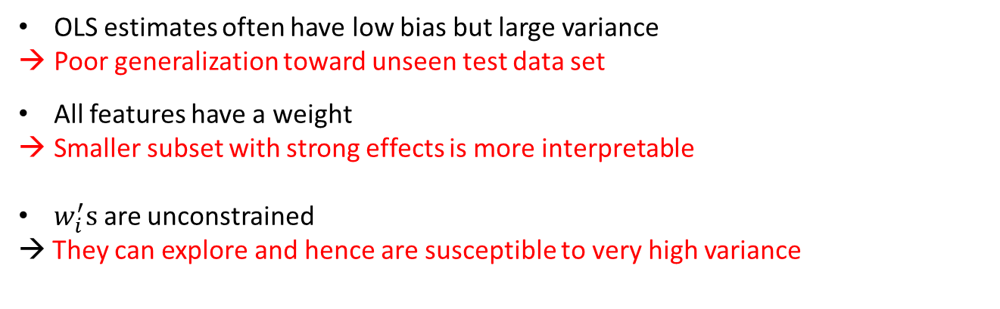 • OLS estimates often have low bias but large variance
→ Poor generalization toward unseen test data set
• All features have a weight
→ Smaller subset with strong effects is more interpretable
• w_i's are unconstrained
→ They can explore and hence are susceptible to very high variance